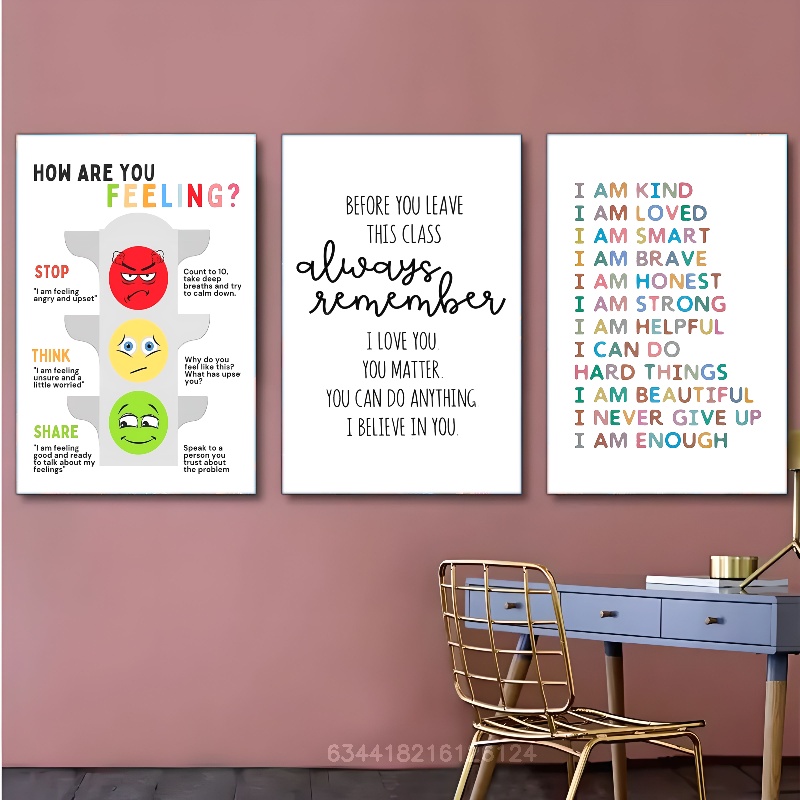 HOW ARE YOU
FEELING?
STOP
"I am feeling
angry and upset"
Count to 10,
take deep
breaths and try
to calm down.
THINK
"I am feeling
unsure and a
little worried"
Why do you
feel like this?
What has upse
you?
SHARE
"I am feeling
good and ready
to talk about my
feelings"
Speak to a
person you
trust about
the problem
BEFORE YOU LEAVE
THIS CLASS
always
remember
I LOVE YOU.
YOU MATTER.
YOU CAN DO ANYTHING
I BELIEVE IN YOU.
I AM KIND
I AM LOVED
I AM SMART
I AM BRAVE
I AM HONEST
I AM STRONG
I AM HELPFUL
I CAN DO
HARD THINGS
I AM BEAUTIFUL
I NEVER GIVE UP
I AM ENOUGH